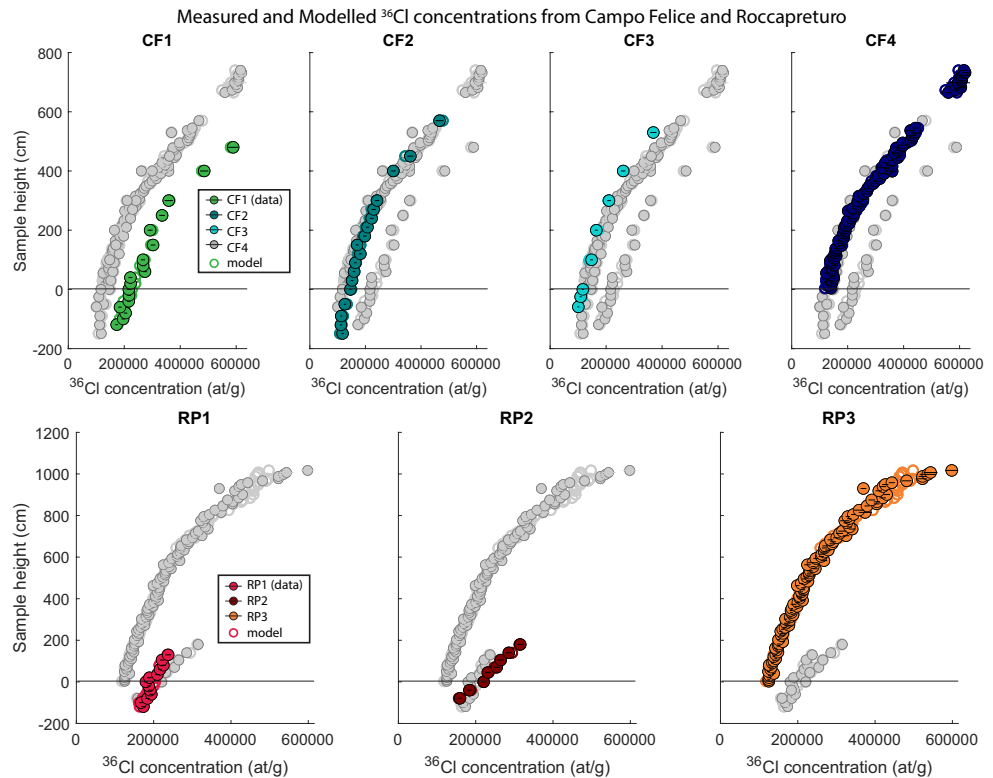 Measured and Modelled ³⁶Cl concentrations from Campo Felice and Roccapreturo
CF1
CF2
CF3
CF4
Sample height (cm)
800
600
400
200
0
-200
CF1 (data)
CF2
CF3
CF4
model
0 200000 400000 600000
0 200000 400000 600000
0 200000 400000 600000
0 200000 400000 600000
³⁶Cl concentration (at/g)
³⁶Cl concentration (at/g)
³⁶Cl concentration (at/g)
³⁶Cl concentration (at/g)
RP1
RP2
RP3
Sample height (cm)
1200
1000
800
600
400
200
0
-200
RP1 (data)
RP2
RP3
model
0 200000 400000 600000
0 200000 400000 600000
0 200000 400000 600000
³⁶Cl concentration (at/g)
³⁶Cl concentration (at/g)
³⁶Cl concentration (at/g)